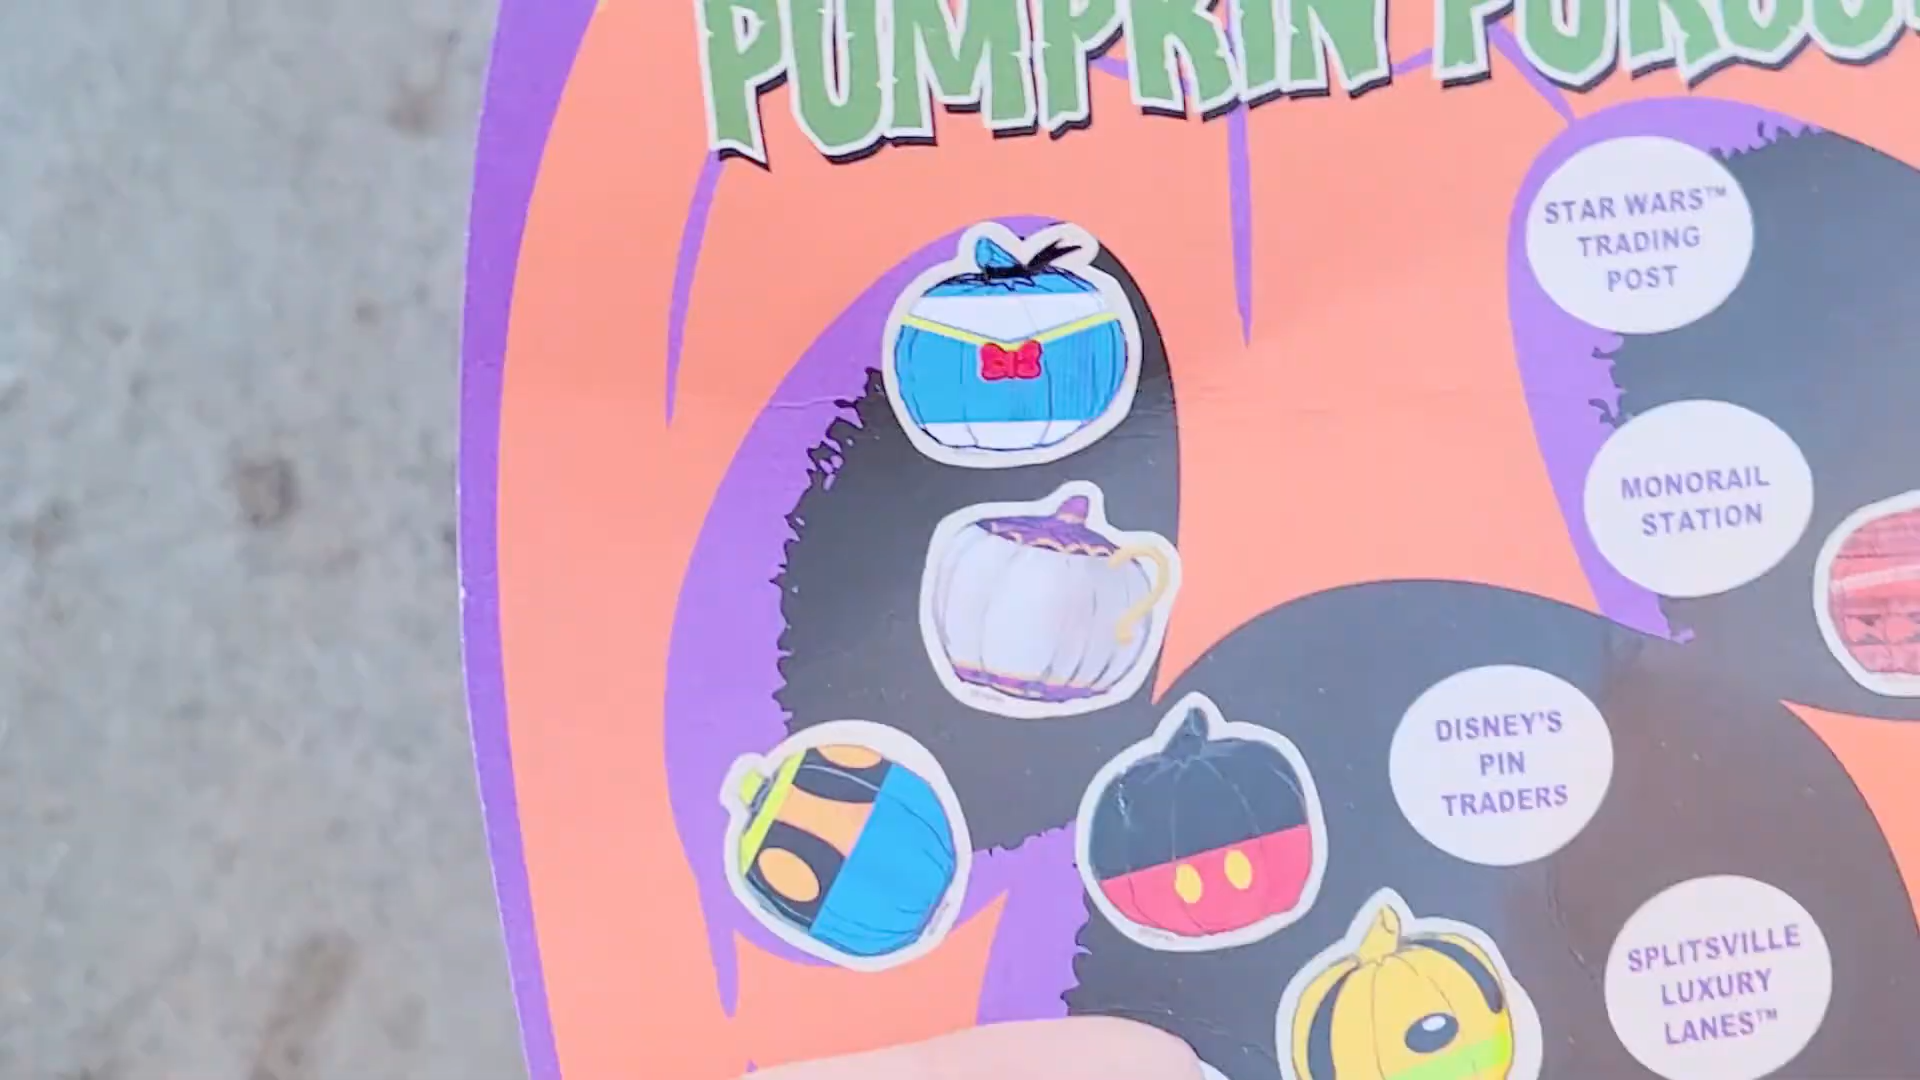 PUMPKIN
STAR WARS™
TRADING
POST
MONORAIL
STATION
DISNEY'S
PIN
TRADERS
SPLITSVILLE
LUXURY
LANES™